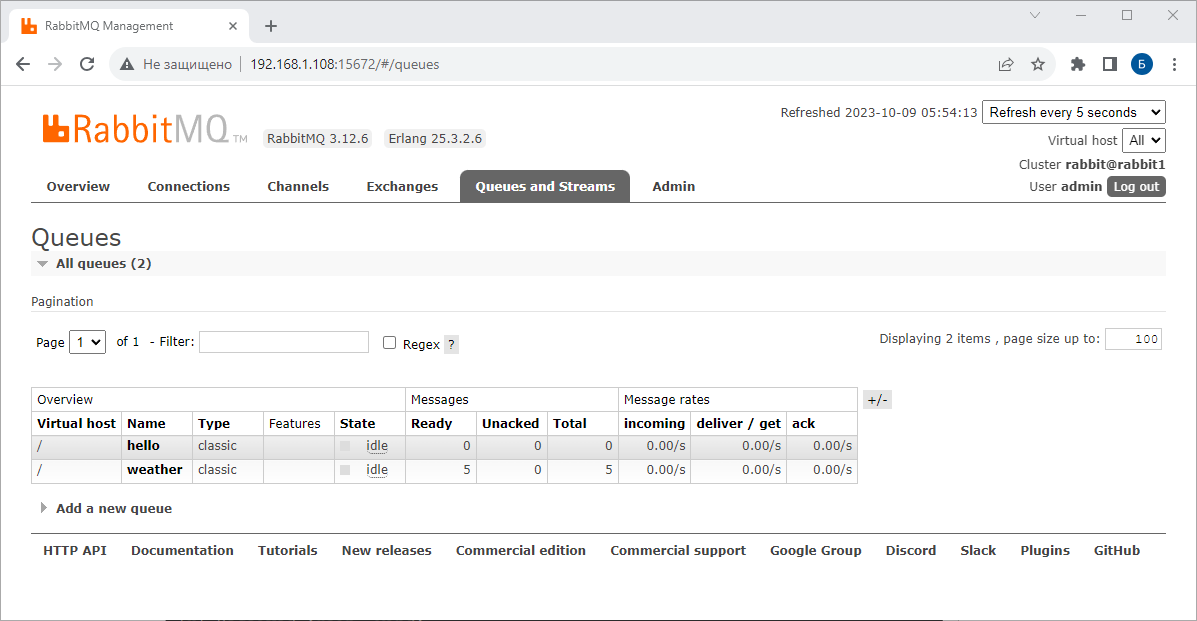 RabbitMQ Management
Не защищено 192.168.1.108:15672/#/queues
Б
Refreshed 2023-10-09 05:54:13 Refresh every 5 seconds
RabbitMQ TM RabbitMQ 3.12.6 Erlang 25.3.2.6
Virtual host All
Cluster rabbit@rabbit1
User admin Log out
Overview Connections Channels Exchanges Queues and Streams Admin
Queues
All queues (2)
Pagination
Page 1 of 1 - Filter: Regex ? Displaying 2 items , page size up to: 100
Overview Messages Message rates +/-
Virtual host Name Type Features State Ready Unacked Total incoming deliver / get ack
/ hello classic idle 0 0 0 0.00/s 0.00/s 0.00/s
/ weather classic idle 5 0 5 0.00/s 0.00/s 0.00/s
Add a new queue
HTTP API Documentation Tutorials New releases Commercial edition Commercial support Google Group Discord Slack Plugins GitHub